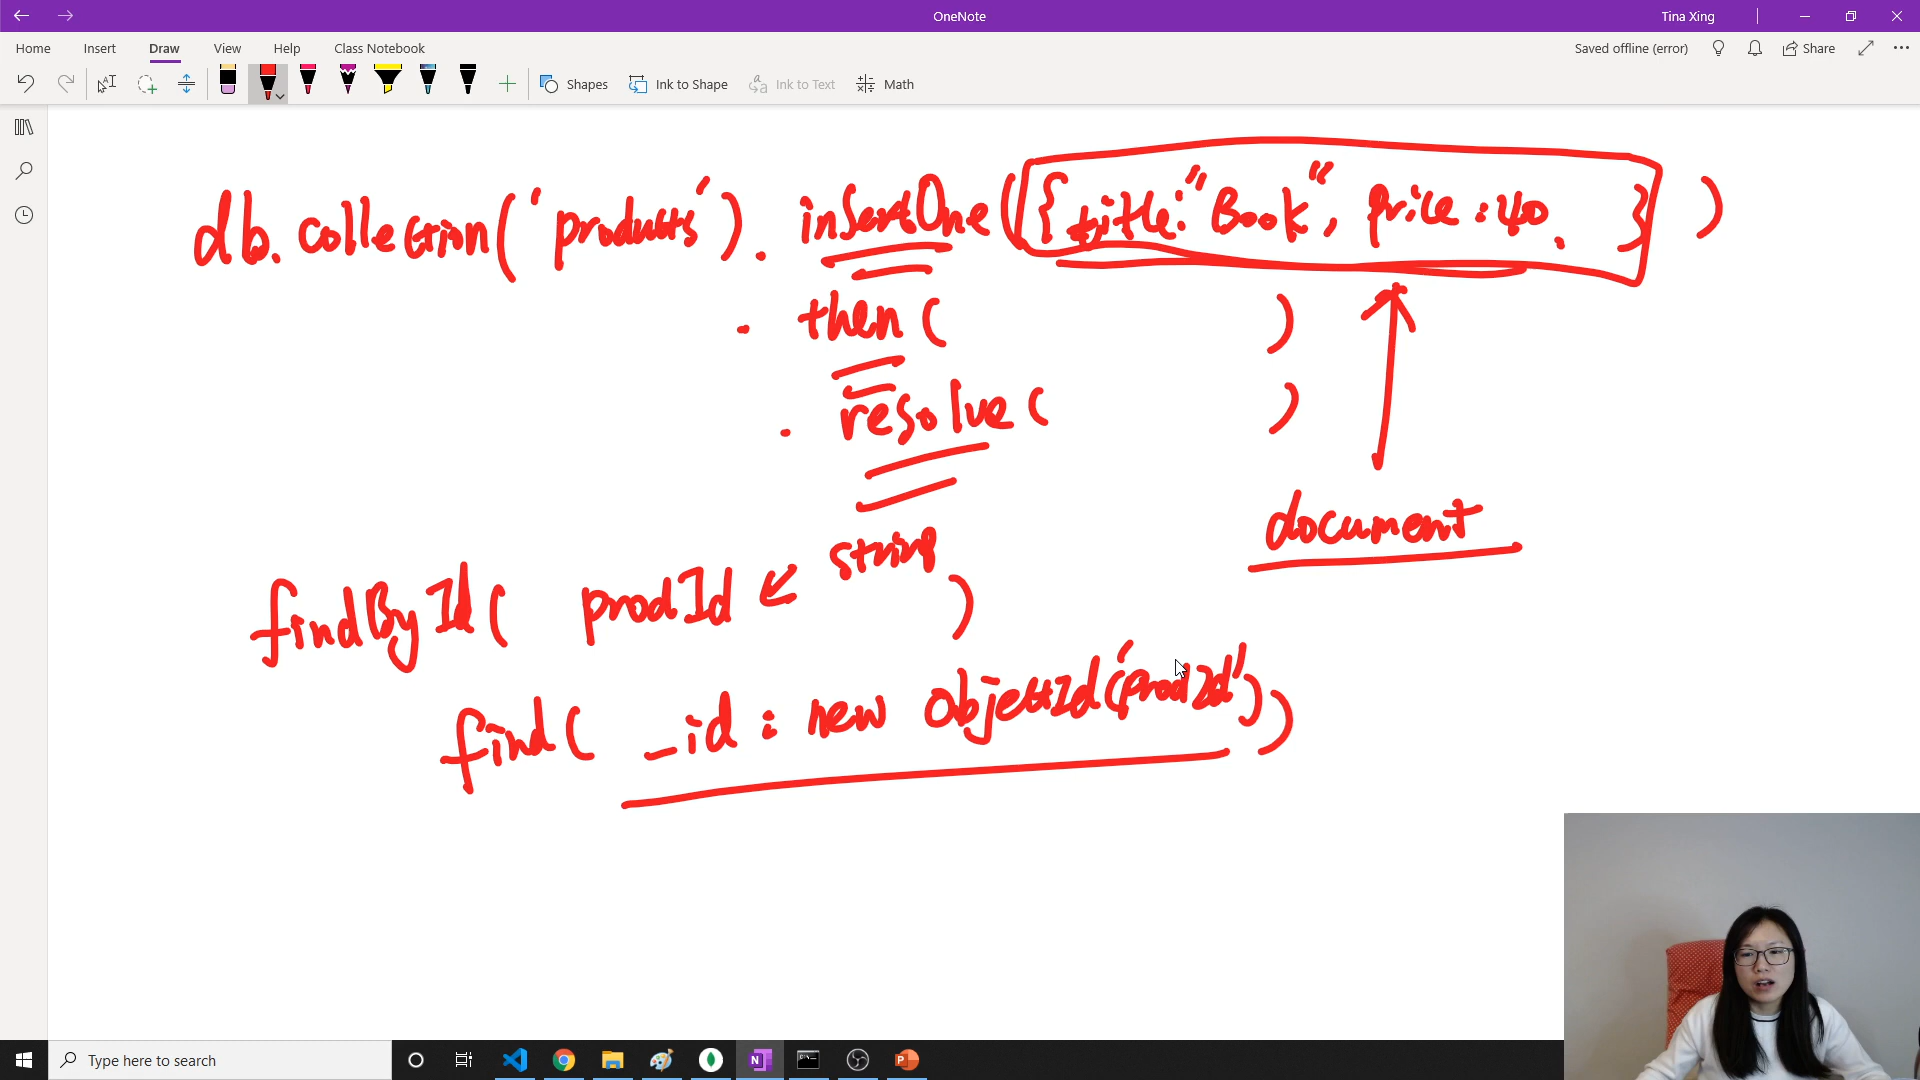 OneNote
Tina Xing
Home Insert Draw View Help Class Notebook
Saved offline (error) Share
Shapes Ink to Shape Ink to Text Math
db.collection('products'). insertOne({title:"Book", Price:40. })
. then( )
. resolve( )
document
string
findById( prodId )
find( _id : new ObjectId('prodId'))
Type here to search